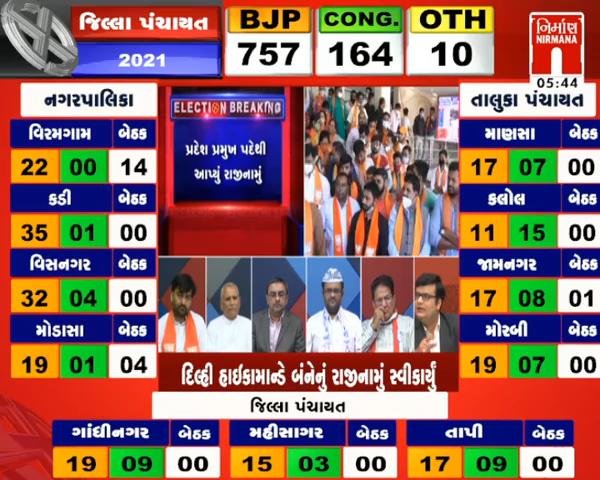 જિલ્લા પંચાયત
2021
BJP
757
CONG.
164
OTH
10
નિર્માણ
NIRMANA
05:44
નગરપાલિકા
વિરમગામ બેઠક
22 00 14
કડી બેઠક
35 01 00
વિસનગર બેઠક
32 04 00
મોડાસા બેઠક
19 01 04
ELECTION BREAKING
પ્રદેશ પ્રમુખ પદેથી
આપ્યું રાજીનામું
તાલુકા પંચાયત
માણસા બેઠક
17 07 00
કલોલ બેઠક
11 15 00
જામનગર બેઠક
17 08 01
મોરબી બેઠક
19 07 00
દિલ્હી હાઇકમાન્ડે બંનેનું રાજીનામું સ્વીકાર્યું
જિલ્લા પંચાયત
ગાંધીનગર બેઠક
19 09 00
મહીસાગર બેઠક
15 03 00
તાપી બેઠક
17 09 00